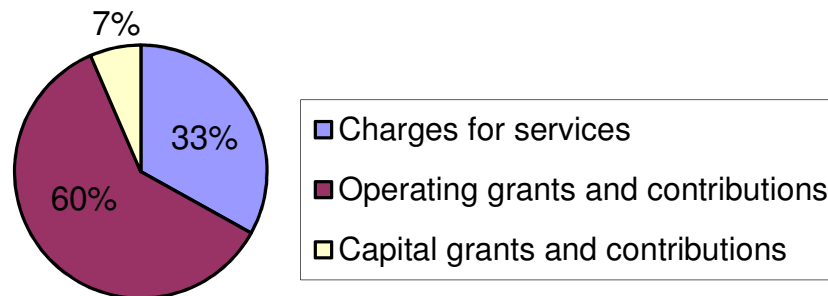 7%
33%
60%
Charges for services
Operating grants and contributions
Capital grants and contributions